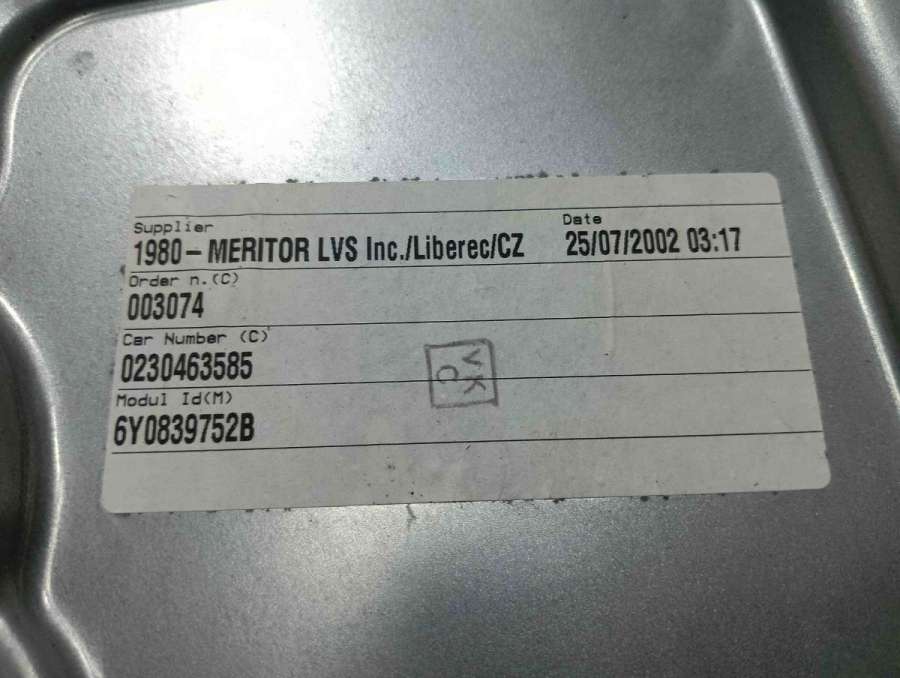 Supplier
1980- MERITOR LVS Inc./Liberec/CZ
Date
25/07/2002 03:17
Order n.(C)
003074
Car Number (C)
0230463585
Modul Id(M)
6Y0839752B
VK
C